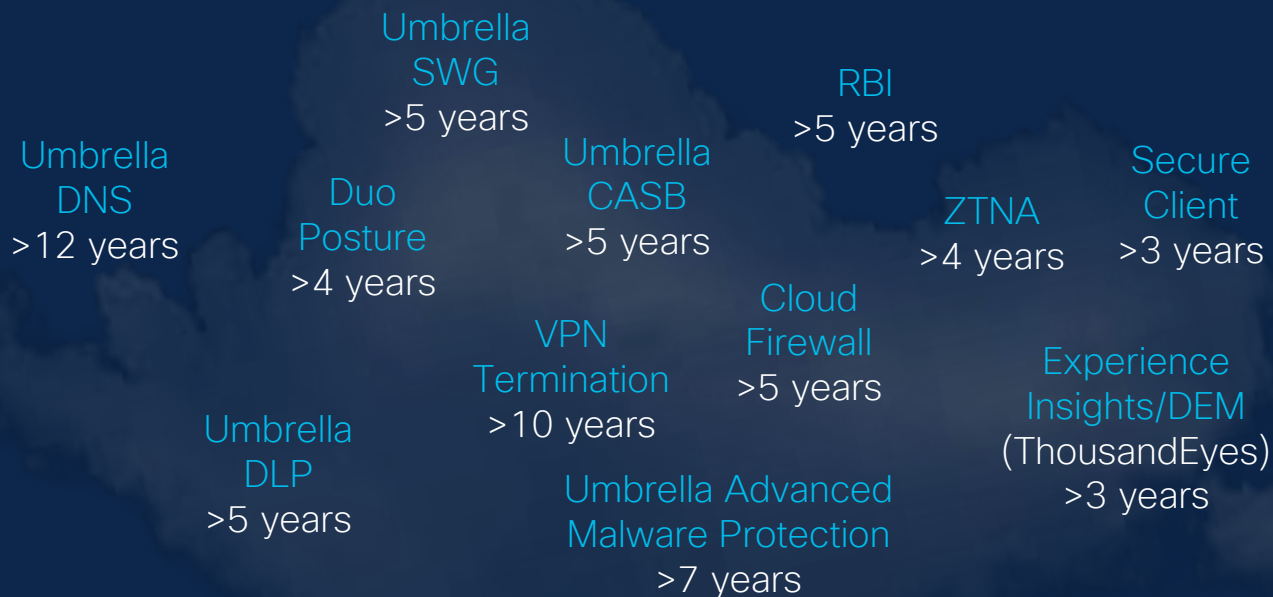 Umbrella
SWG
>5 years
RBI
>5 years
Umbrella
DNS
>12 years
Duo
Posture
>4 years
Umbrella
CASB
>5 years
ZTNA
>4 years
Secure
Client
>3 years
VPN
Termination
>10 years
Cloud
Firewall
>5 years
Experience
Insights/DEM
(ThousandEyes)
>3 years
Umbrella
DLP
>5 years
Umbrella Advanced
Malware Protection
>7 years